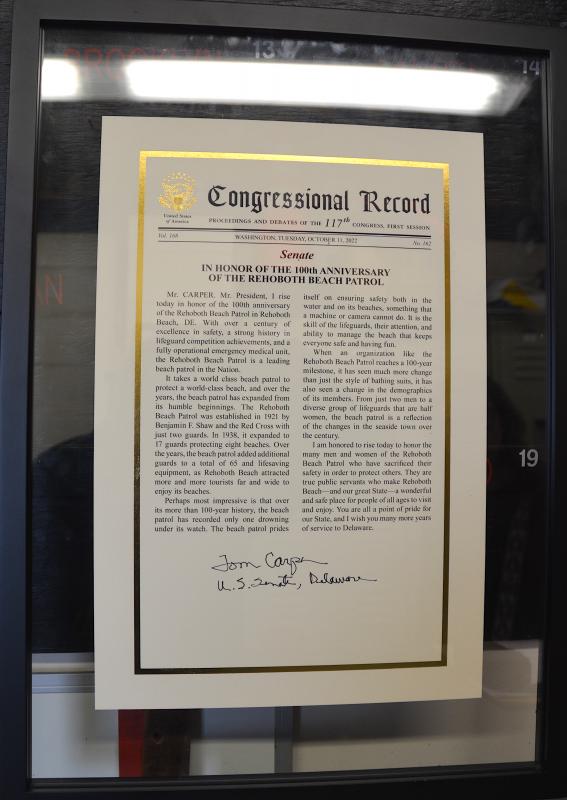 BROOKLYN
13
14
AN
19
United States
of America
Congressional Record
PROCEEDINGS AND DEBATES OF THE 117th CONGRESS, FIRST SESSION
Vol. 168
WASHINGTON, TUESDAY, OCTOBER 11, 2022
No. 162
Senate
IN HONOR OF THE 100th ANNIVERSARY
OF THE REHOBOTH BEACH PATROL
Mr. CARPER. Mr. President, I rise
today in honor of the 100th anniversary
of the Rehoboth Beach Patrol in Rehoboth
Beach, DE. With over a century of
excellence in safety, a strong history in
lifeguard competition achievements, and a
fully operational emergency medical unit,
the Rehoboth Beach Patrol is a leading
beach patrol in the Nation.
It takes a world class beach patrol to
protect a world-class beach, and over the
years, the beach patrol has expanded from
its humble beginnings. The Rehoboth
Beach Patrol was established in 1921 by
Benjamin F. Shaw and the Red Cross with
just two guards. In 1938, it expanded to
17 guards protecting eight beaches. Over
the years, the beach patrol added additional
guards to a total of 65 and lifesaving
equipment, as Rehoboth Beach attracted
more and more tourists far and wide to
enjoy its beaches.
Perhaps most impressive is that over
its more than 100-year history, the beach
patrol has recorded only one drowning
under its watch. The beach patrol prides
itself on ensuring safety both in the
water and on its beaches, something that
a machine or camera cannot do. It is the
skill of the lifeguards, their attention, and
ability to manage the beach that keeps
everyone safe and having fun.
When an organization like the
Rehoboth Beach Patrol reaches a 100-year
milestone, it has seen much more change
than just the style of bathing suits, it has
also seen a change in the demographics
of its members. From just two men to a
diverse group of lifeguards that are half
women, the beach patrol is a reflection
of the changes in the seaside town over
the century.
I am honored to rise today to honor the
many men and women of the Rehoboth
Beach Patrol who have sacrificed their
safety in order to protect others. They are
true public servants who make Rehoboth
Beach—and our great State—a wonderful
and safe place for people of all ages to visit
and enjoy. You are all a point of pride for
our State, and I wish you many more years
of service to Delaware.
Tom Carper
U.S. Senate, Delaware